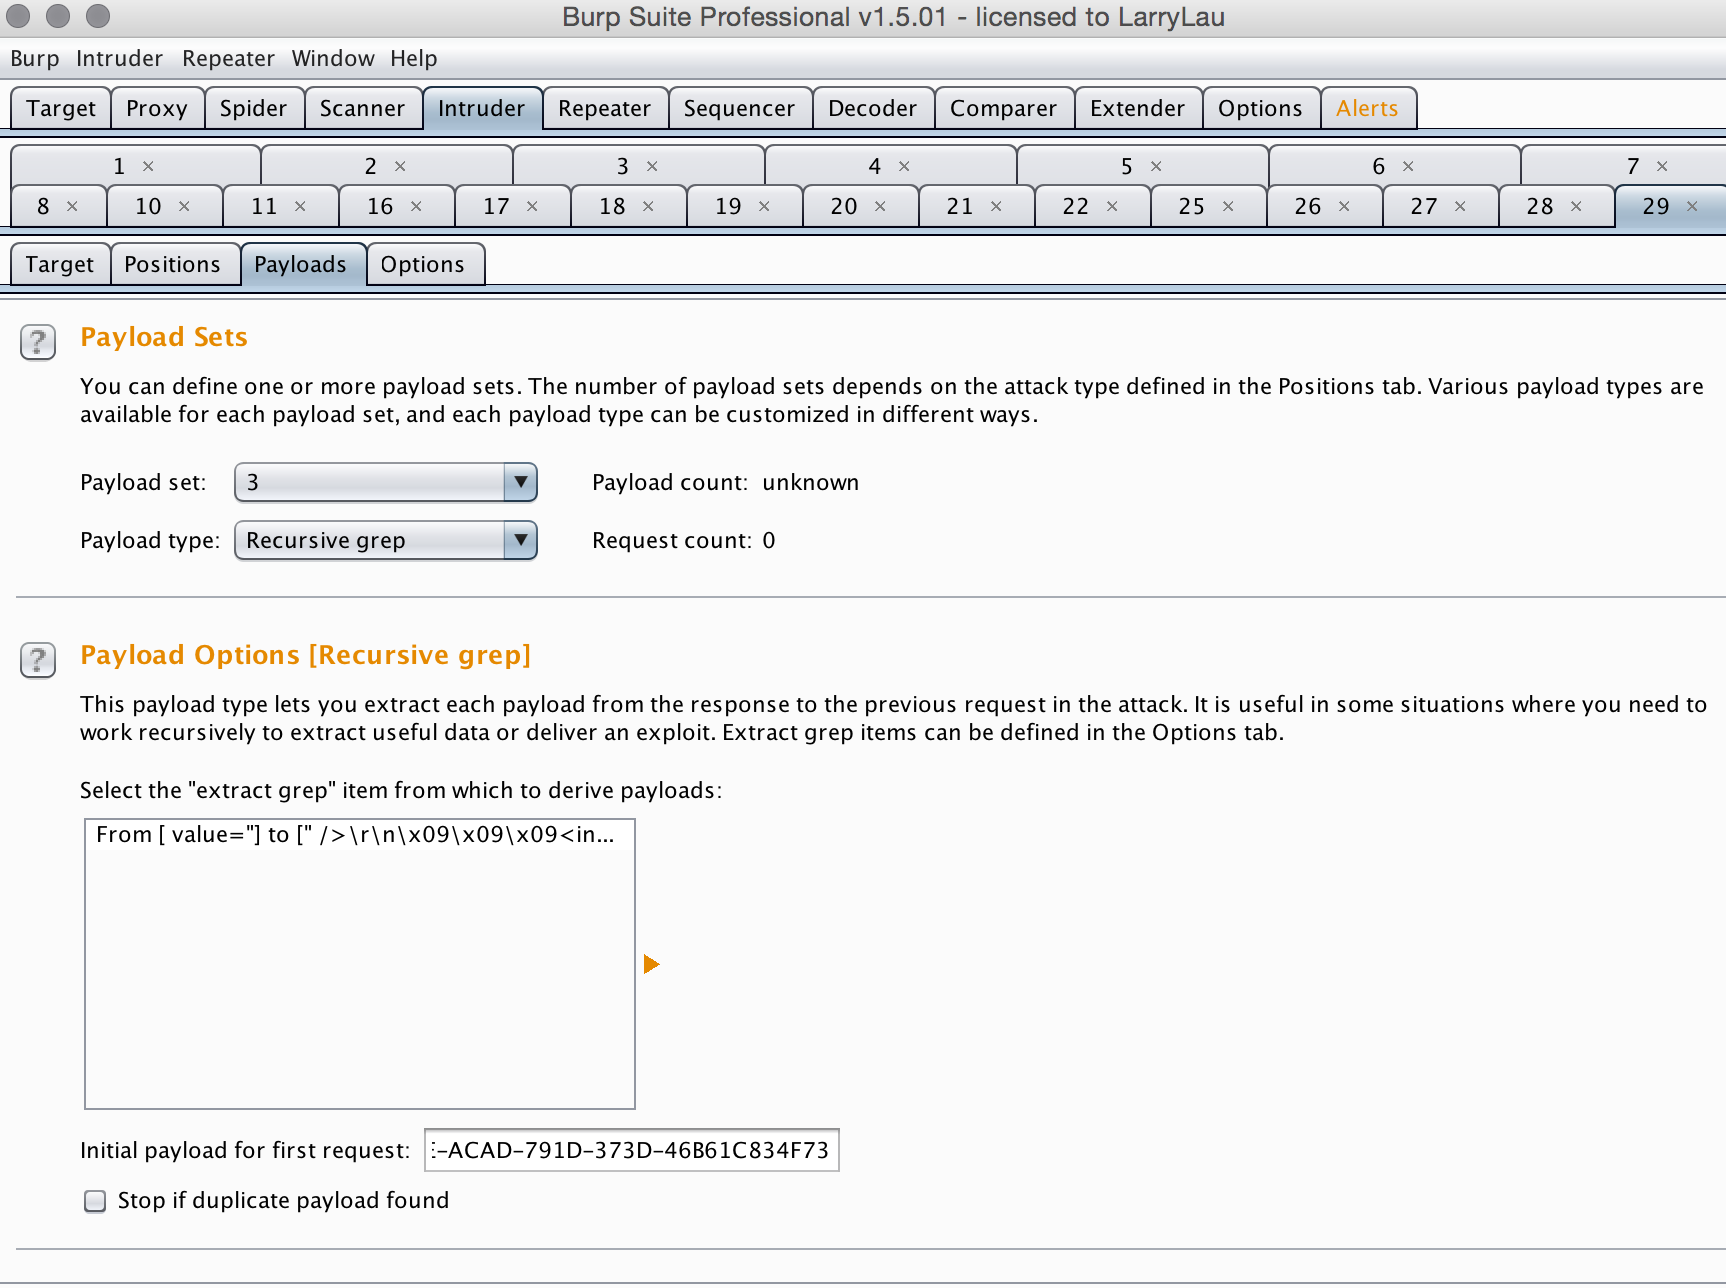 Burp Suite Professional v1.5.01 - licensed to LarryLau
Burp Intruder Repeater Window Help
Target Proxy Spider Scanner Intruder Repeater Sequencer Decoder Comparer Extender Options Alerts
1 × 2 × 3 × 4 × 5 × 6 × 7 ×
8 × 10 × 11 × 16 × 17 × 18 × 19 × 20 × 21 × 22 × 25 × 26 × 27 × 28 × 29 ×
Target Positions Payloads Options
? Payload Sets
You can define one or more payload sets. The number of payload sets depends on the attack type defined in the Positions tab. Various payload types are
available for each payload set, and each payload type can be customized in different ways.
Payload set: 3 Payload count: unknown
Payload type: Recursive grep Request count: 0
? Payload Options [Recursive grep]
This payload type lets you extract each payload from the response to the previous request in the attack. It is useful in some situations where you need to
work recursively to extract useful data or deliver an exploit. Extract grep items can be defined in the Options tab.
Select the "extract grep" item from which to derive payloads:
From [ value="] to [" />\r\n\x09\x09\x09<in...
Initial payload for first request: -ACAD-791D-373D-46B61C834F73
Stop if duplicate payload found